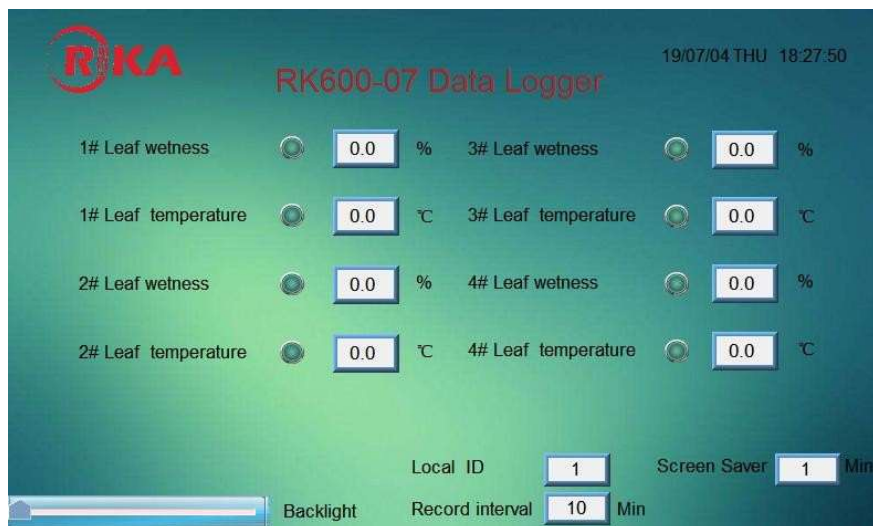 RIKA
19/07/04 THU 18:27:50
RK600-07 Data Logger
1# Leaf wetness 0.0 % 3# Leaf wetness 0.0 %
1# Leaf temperature 0.0 ℃ 3# Leaf temperature 0.0 ℃
2# Leaf wetness 0.0 % 4# Leaf wetness 0.0 %
2# Leaf temperature 0.0 ℃ 4# Leaf temperature 0.0 ℃
Local ID 1 Screen Saver 1 Min
Backlight Record interval 10 Min